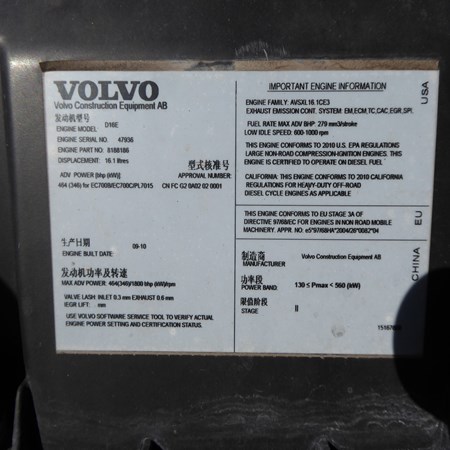 VOLVO
Volvo Construction Equipment AB
发动机型号
ENGINE MODEL: D16E
ENGINE SERIAL NO: 47936
ENGINE PART NO: 8188188
DISPLACEMENT: 16.1 litres
型式核准号
ADV POWER [bhp (kW)] APPROVAL NUMBER:
464 (346) for EC700B/EC700C/PL7015 CN FC G2 0A02 02 0001
生产日期
ENGINE BUILT DATE: 09-10
发动机功率及转速
MAX ADV POWER: 464(346)/1800 bhp(kW)/rpm
VALVE LASH: INLET 0.3 mm EXHAUST 0.6 mm
IEGR LIFT: mm
USE VOLVO SOFTWARE SERVICE TOOL TO VERIFY ACTUAL
ENGINE POWER SETTING AND CERTIFICATION STATUS.
IMPORTANT ENGINE INFORMATION
ENGINE FAMILY: AVSXL16.1CE3
EXHAUST EMISSION CONT. SYSTEM: EM,ECM,TC,CAC,EGR,SPL
FUEL RATE MAX ADV BHP: 279 mm3/stroke
LOW IDLE SPEED: 600-1000 rpm
THIS ENGINE CONFORMS TO 2010 U.S. EPA REGULATIONS
LARGE NON-ROAD COMPRESSION-IGNITION ENGINES. THIS
ENGINE IS CERTIFIED TO OPERATE ON DIESEL FUEL
CALIFORNIA: THIS ENGINE CONFORMS TO 2010 CALIFORNIA
REGULATIONS FOR HEAVY-DUTY OFF-ROAD
DIESEL CYCLE ENGINES AS APPLICABLE
USA
THIS ENGINE CONFORMS TO EU STAGE 3A OF
DIRECTIVE 97/68/EC FOR ENGINES IN NON-ROAD MOBILE
MACHINERY. APPR. NO: e5*97/68HA*2004/26*0082*04
EU
制造商
MANUFACTURER Volvo Construction Equipment AB
功率段
POWER BAND: 130 ≤ Pmax < 560 (kW)
限值阶段
STAGE II
CHINA